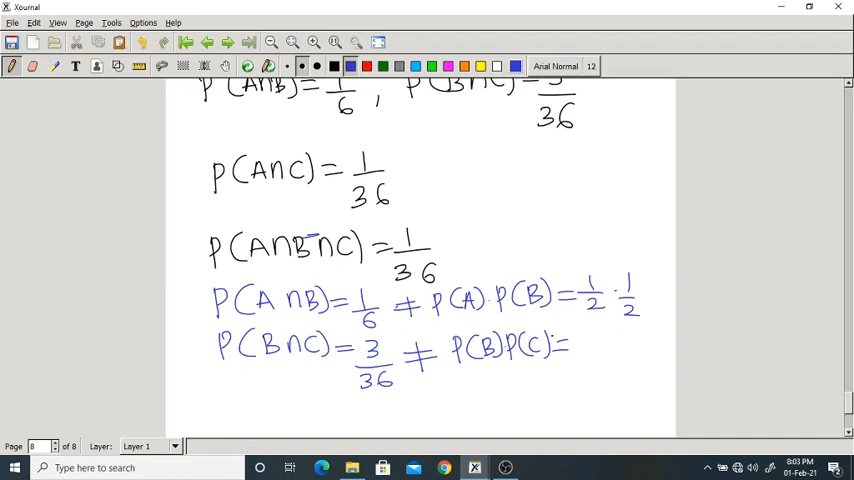 Xournal
File Edit View Page Tools Options Help
T Arial Normal 12
P(A∩B)=1/6, P(B∩C)=3/36
P(A∩C)=1/36
P(A∩B∩C)=1/36
P(A∩B)=1/6 ≠ P(A)·P(B)=1/2·1/2
P(B∩C)=3/36 ≠ P(B)P(C)=
Page 8 of 8 Layer: Layer 1
Type here to search
8:03 PM
01-Feb-21
2